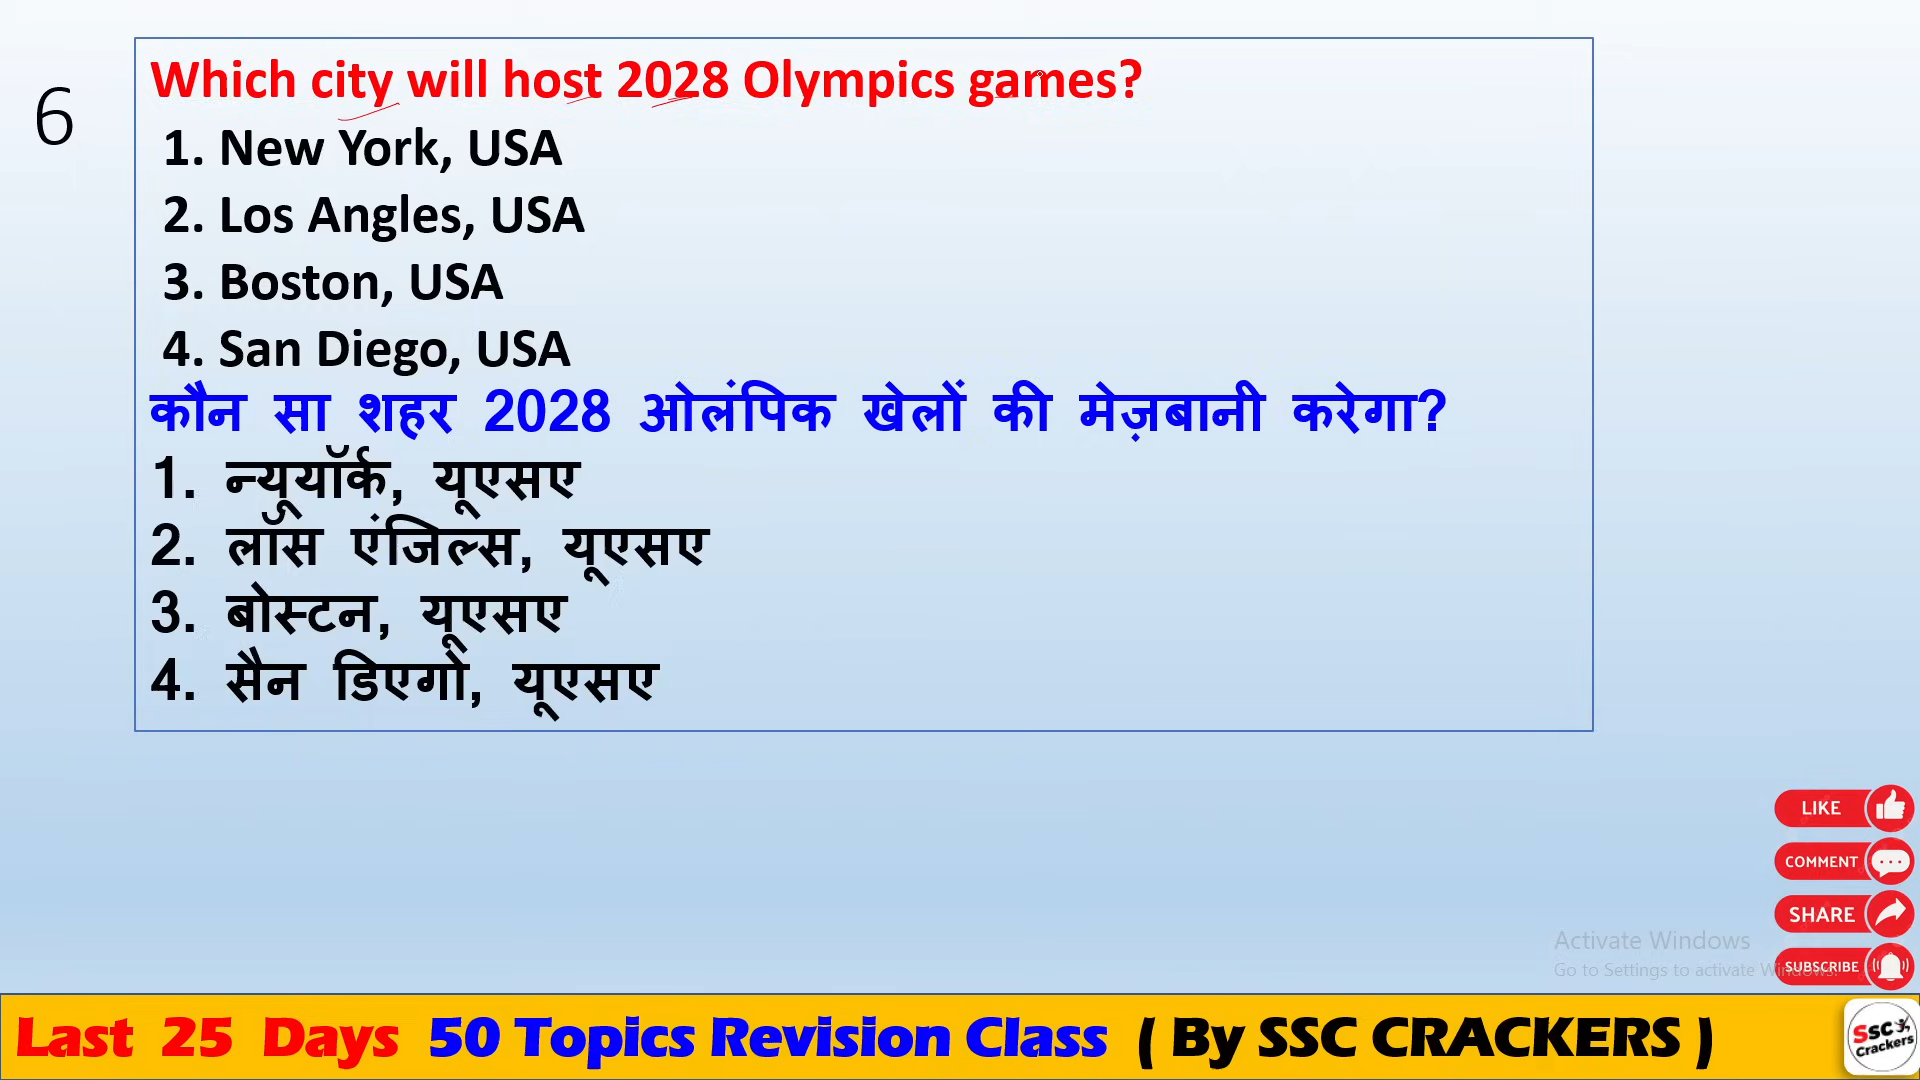 6
Which city will host 2028 Olympics games?
1. New York, USA
2. Los Angles, USA
3. Boston, USA
4. San Diego, USA
कौन सा शहर 2028 ओलंपिक खेलों की मेज़बानी करेगा?
1. न्यूयॉर्क, यूएसए
2. लॉस एंजिल्स, यूएसए
3. बोस्टन, यूएसए
4. सैन डिएगो, यूएसए
LIKE
COMMENT
SHARE
Activate Windows
Go to Settings to activate Windows.
SUBSCRIBE
Last 25 Days 50 Topics Revision Class ( By SSC CRACKERS )
SSC
Crackers